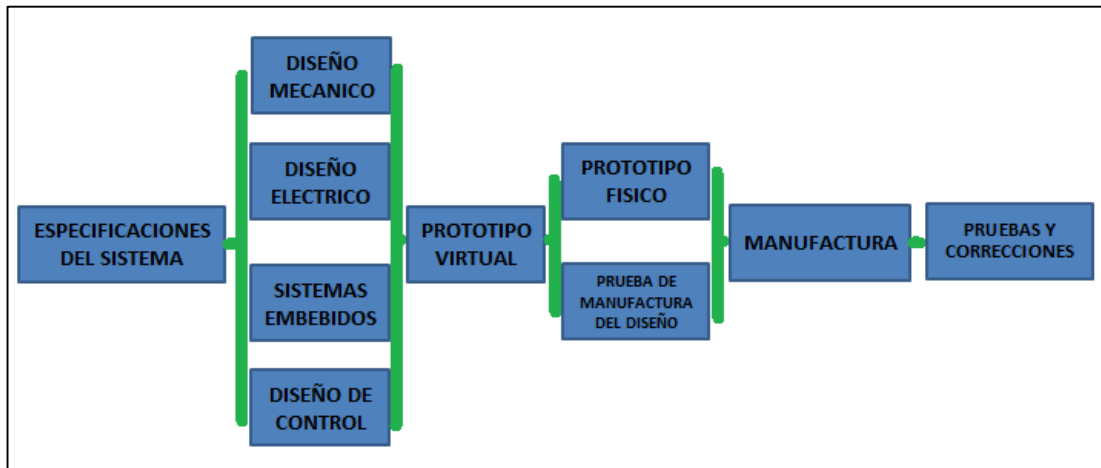 ESPECIFICACIONES
DEL SISTEMA
DISEÑO
MECANICO
DISEÑO
ELECTRICO
SISTEMAS
EMBEBIDOS
DISEÑO DE
CONTROL
PROTOTIPO
VIRTUAL
PROTOTIPO
FISICO
PRUEBA DE
MANUFACTURA
DEL DISEÑO
MANUFACTURA
PRUEBAS Y
CORRECCIONES